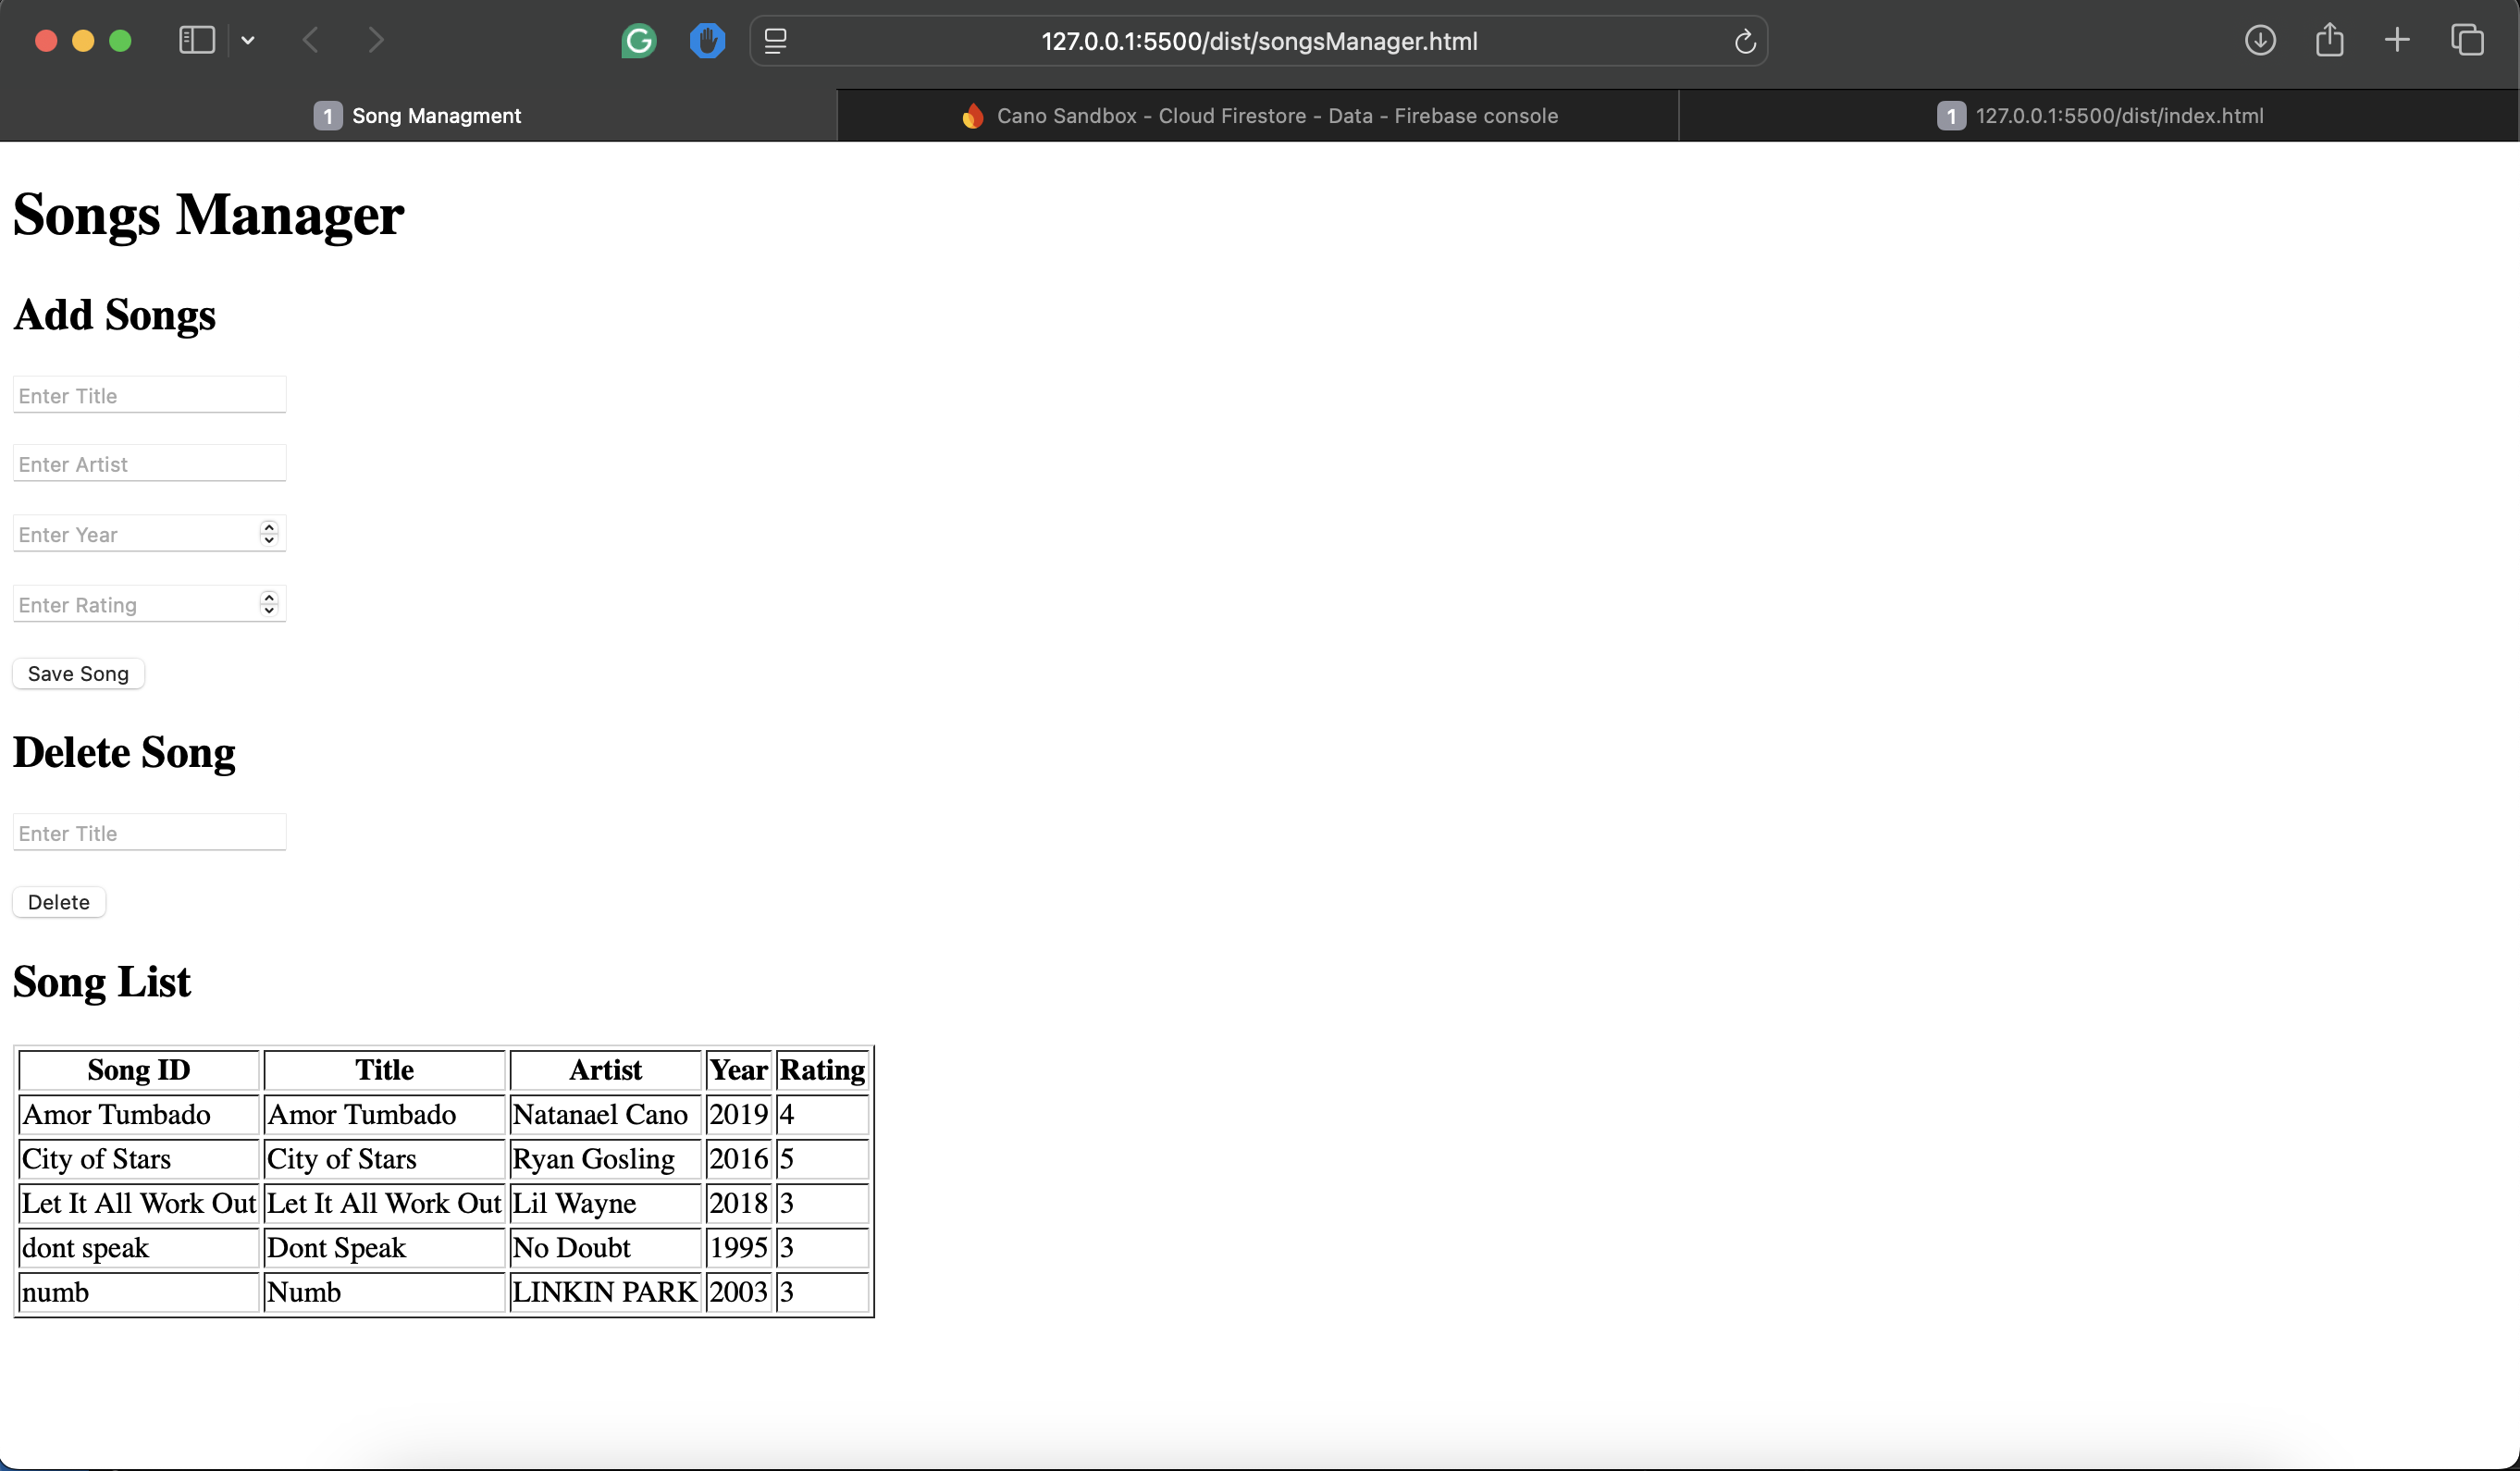 127.0.0.1:5500/dist/songsManager.html
1 Song Managment
Cano Sandbox - Cloud Firestore - Data - Firebase console
1 127.0.0.1:5500/dist/index.html
Songs Manager
Add Songs
Enter Title
Enter Artist
Enter Year
Enter Rating
Save Song
Delete Song
Enter Title
Delete
Song List
Song ID Title Artist Year Rating
Amor Tumbado Amor Tumbado Natanael Cano 2019 4
City of Stars City of Stars Ryan Gosling 2016 5
Let It All Work Out Let It All Work Out Lil Wayne 2018 3
dont speak Dont Speak No Doubt 1995 3
numb Numb LINKIN PARK 2003 3